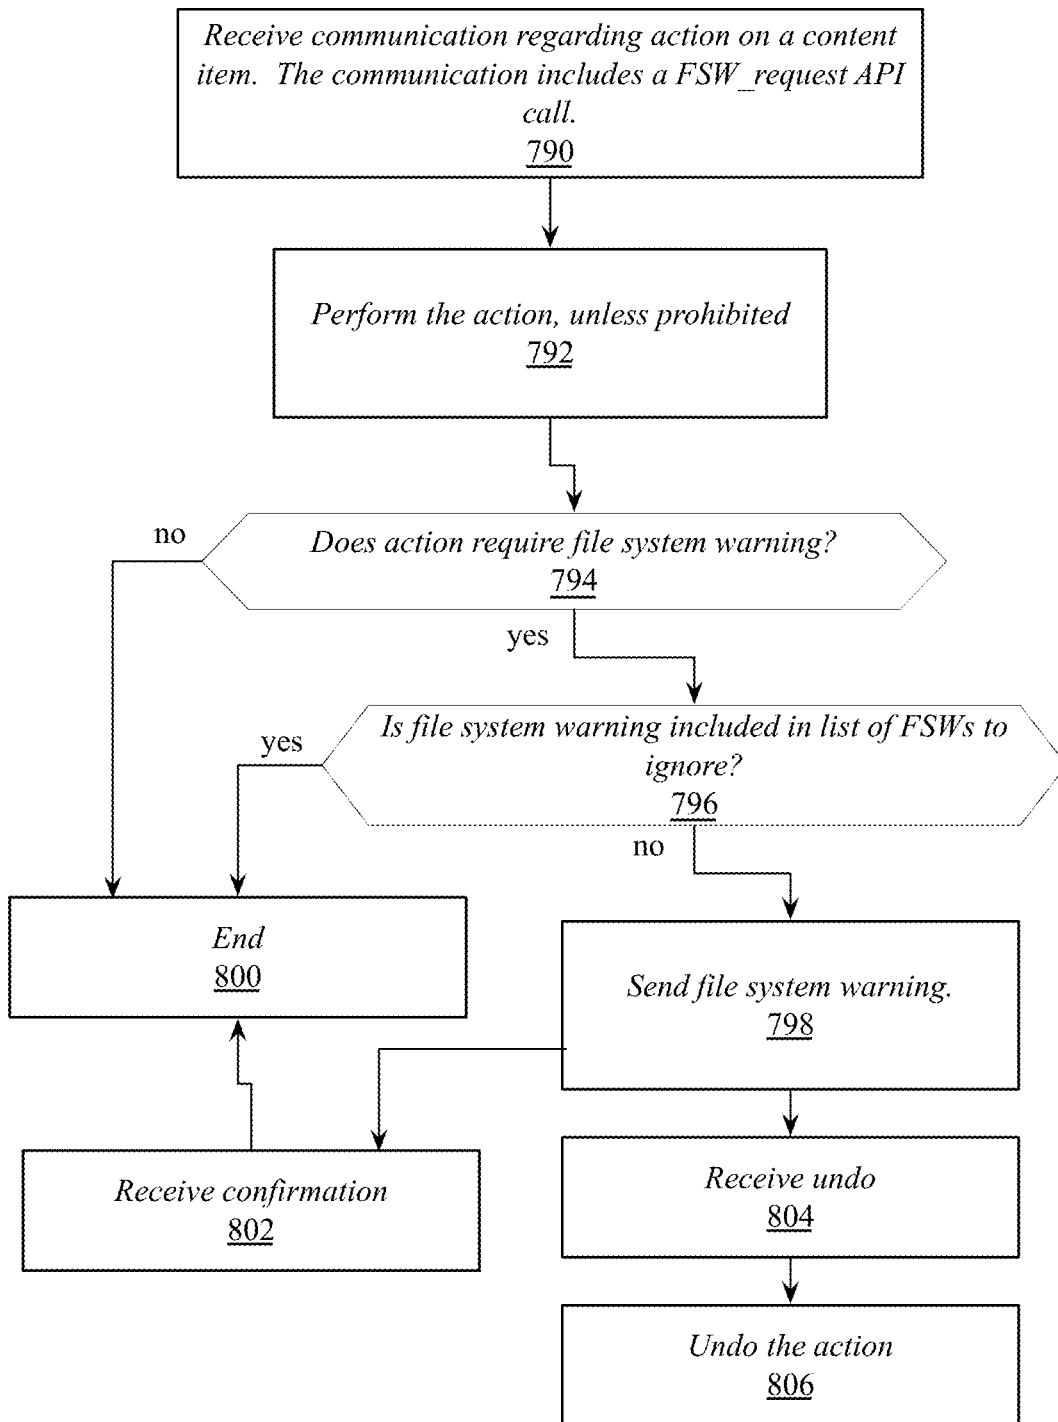 Receive communication regarding action on a content
item. The communication includes a FSW_request API
call.
790
Perform the action, unless prohibited
792
no
Does action require file system warning?
794
yes
Is file system warning included in list of FSWs to
ignore?
796
yes
no
End
800
Send file system warning.
798
Receive confirmation
802
Receive undo
804
Undo the action
806